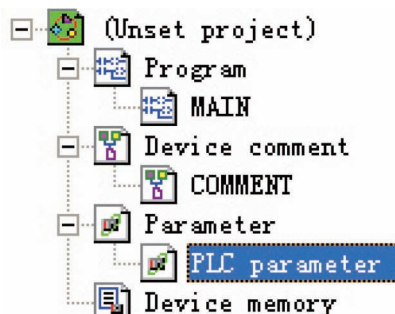 (Unset project)
Program
MAIN
Device comment
COMMENT
Parameter
PLC parameter
Device memory